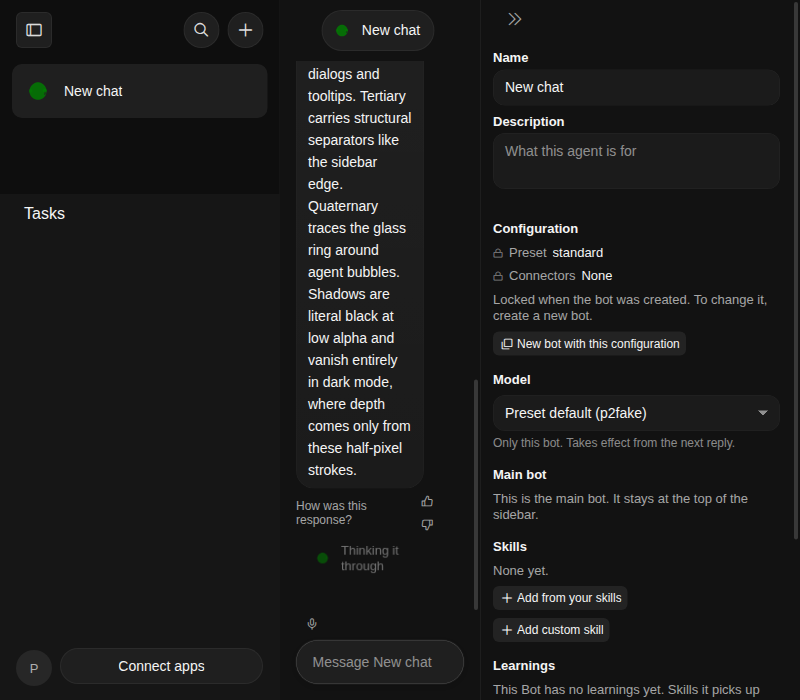 New chat
Tasks
P
Connect apps
New chat
dialogs and
tooltips. Tertiary
carries structural
separators like
the sidebar
edge.
Quaternary
traces the glass
ring around
agent bubbles.
Shadows are
literal black at
low alpha and
vanish entirely
in dark mode,
where depth
comes only from
these half-pixel
strokes.
How was this
response?
Thinking it
through
Message New chat
Name
New chat
Description
What this agent is for
Configuration
Preset standard
Connectors None
Locked when the bot was created. To change it,
create a new bot.
New bot with this configuration
Model
Preset default (p2fake)
Only this bot. Takes effect from the next reply.
Main bot
This is the main bot. It stays at the top of the
sidebar.
Skills
None yet.
Add from your skills
Add custom skill
Learnings
This Bot has no learnings yet. Skills it picks up